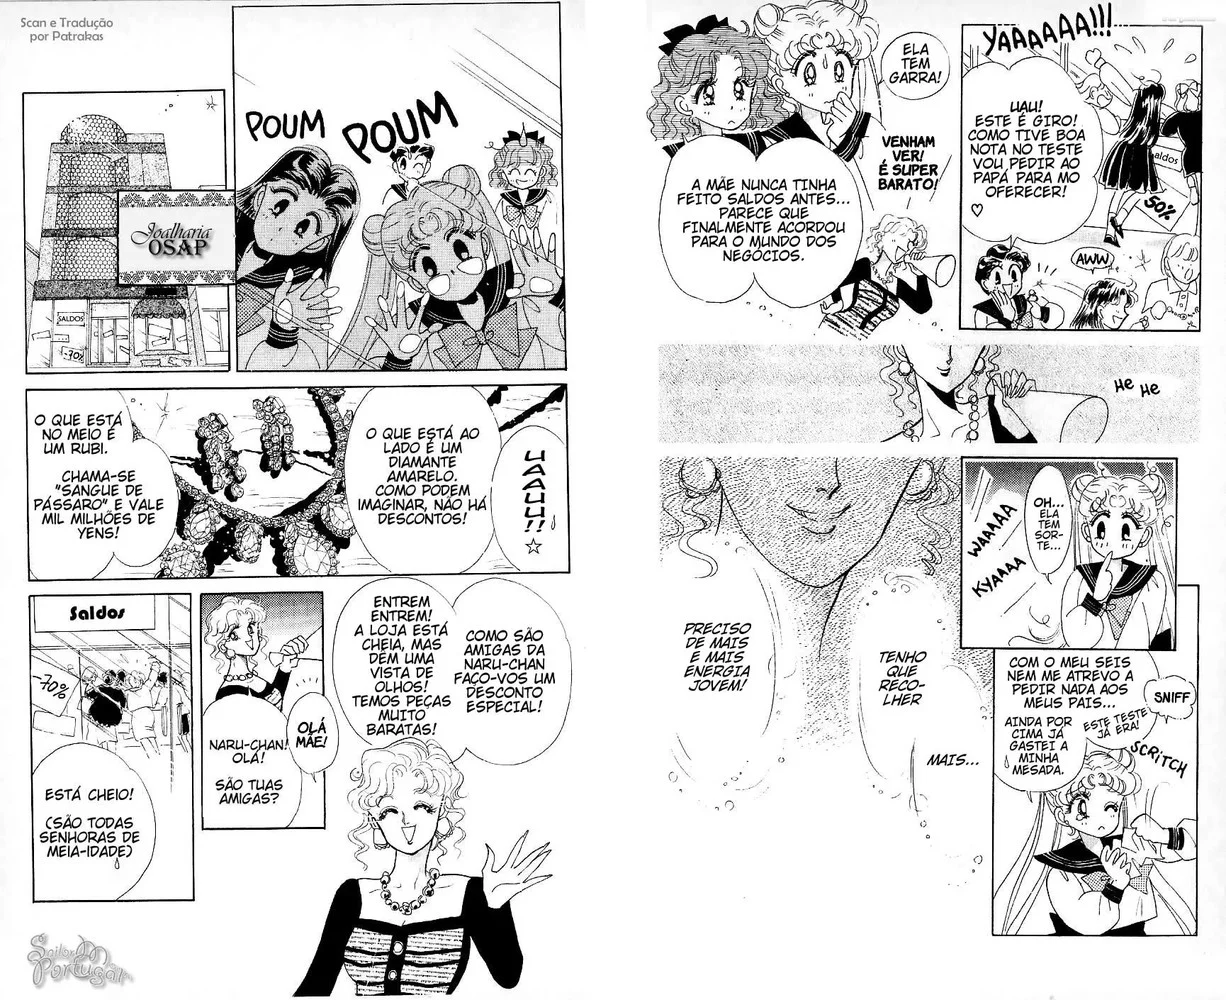 Scan e Tradução
por Patrakas
POUM
POUM
Joalharia
OSAP
SALDOS
-70%
O QUE ESTÁ
NO MEIO É
UM RUBI.
CHAMA-SE
"SANGUE DE
PÁSSARO" E VALE
MIL MILHÕES DE
YENS!
O QUE ESTÁ AO
LADO É UM
DIAMANTE
AMARELO.
COMO PODEM
IMAGINAR, NÃO HÁ
DESCONTOS!
UAAUU!!
Saldos
-70%
ESTÁ CHEIO!
(SÃO TODAS
SENHORAS DE
MEIA-IDADE)
NARU-CHAN!
OLÁ!
SÃO TUAS
AMIGAS?
OLÁ
MÃE!
ENTREM
ENTREM!
A LOJA ESTÁ
CHEIA, MAS
DÊM UMA
VISTA DE
OLHOS!
TEMOS PEÇAS
MUITO
BARATAS!
COMO SÃO
AMIGAS DA
NARU-CHAN
FAÇO-VOS UM
DESCONTO
ESPECIAL!
Sailor
Portugal
ELA
TEM
GARRA!
VENHAM
VER!
É SUPER
BARATO!
A MÃE NUNCA TINHA
FEITO SALDOS ANTES...
PARECE QUE
FINALMENTE ACORDOU
PARA O MUNDO DOS
NEGÓCIOS.
YAAAAAA!!!
UAU!
ESTE É GIRO!
COMO TIVE BOA
NOTA NO TESTE
VOU PEDIR AO
PAPÁ PARA MO
OFERECER!
♡
saldos
50%
AWW
HE HE
PRECISO
DE MAIS
E MAIS
ENERGIA
JOVEM!
TENHO
QUE
RECO-
LHER
MAIS...
WAAAAA
KYAAAA
OH...
ELA
TEM
SOR-
TE...
COM O MEU SEIS
NEM ME ATREVO A
PEDIR NADA AOS
MEUS PAIS...
AINDA POR
CIMA JÁ
GASTEI A
MINHA
MESADA.
SNIFF
ESTE TESTE
JÁ ERA!
SCRITCH